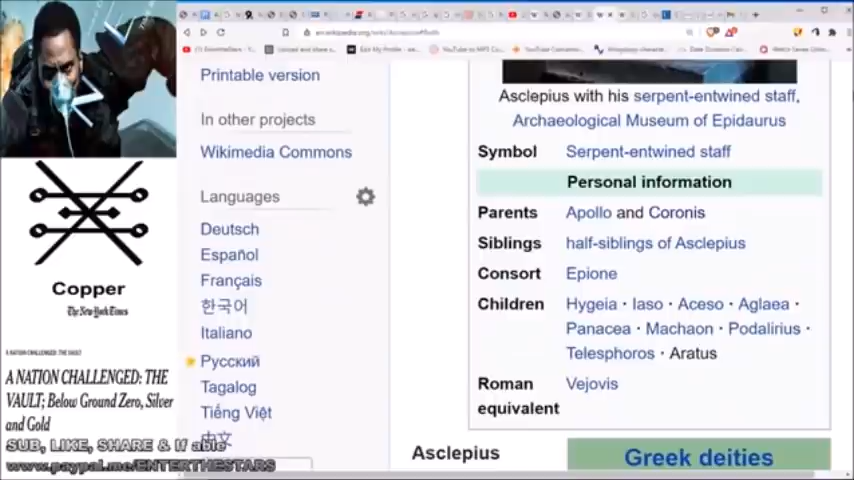 Copper
The New York Times
A NATION CHALLENGED: THE VAULT
A NATION CHALLENGED: THE
VAULT; Below Ground Zero, Silver
and Gold
SUB, LIKE, SHARE & If able
www.paypal.me/ENTERTHESTARS
Printable version
In other projects
Wikimedia Commons
Languages
Deutsch
Español
Français
한국어
Italiano
Русский
Tagalog
Tiếng Việt
中文
Asclepius with his serpent-entwined staff,
Archaeological Museum of Epidaurus
Symbol Serpent-entwined staff
Personal information
Parents Apollo and Coronis
Siblings half-siblings of Asclepius
Consort Epione
Children Hygeia · Iaso · Aceso · Aglaea ·
Panacea · Machaon · Podalirius ·
Telesphoros · Aratus
Roman
equivalent Vejovis
Asclepius
Greek deities